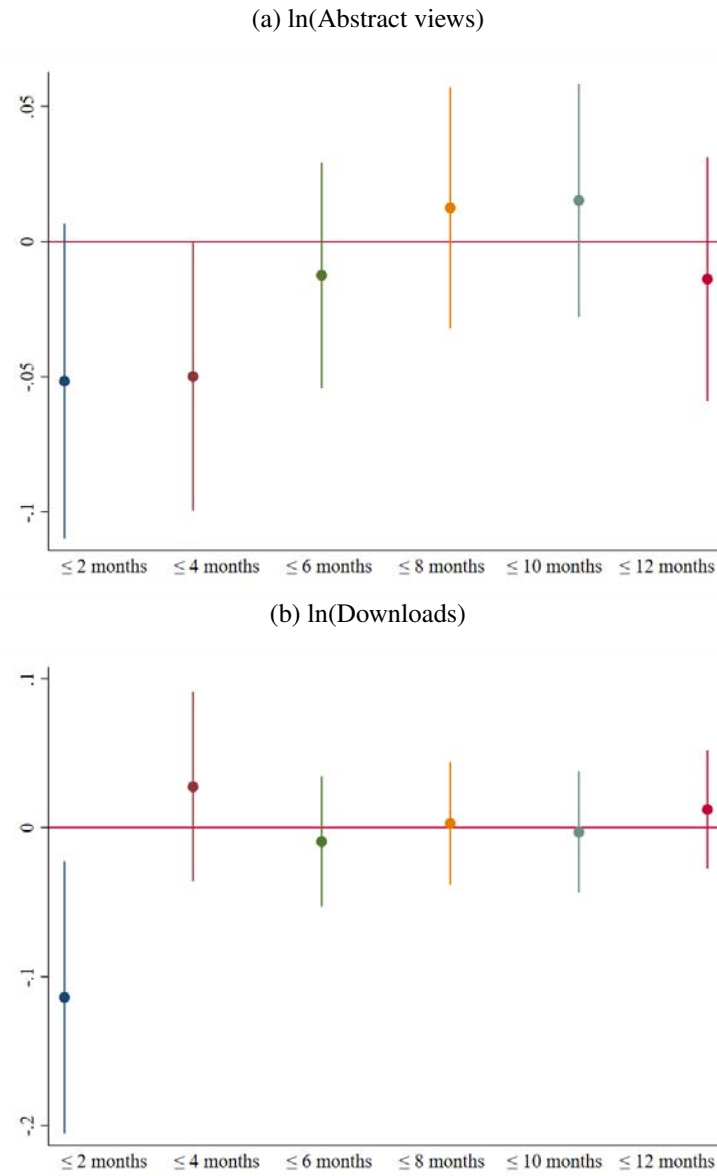 (a) ln(Abstract views)
.05
0
-.05
-.1
≤ 2 months ≤ 4 months ≤ 6 months ≤ 8 months ≤ 10 months ≤ 12 months
(b) ln(Downloads)
.1
0
-.1
-.2
≤ 2 months ≤ 4 months ≤ 6 months ≤ 8 months ≤ 10 months ≤ 12 months